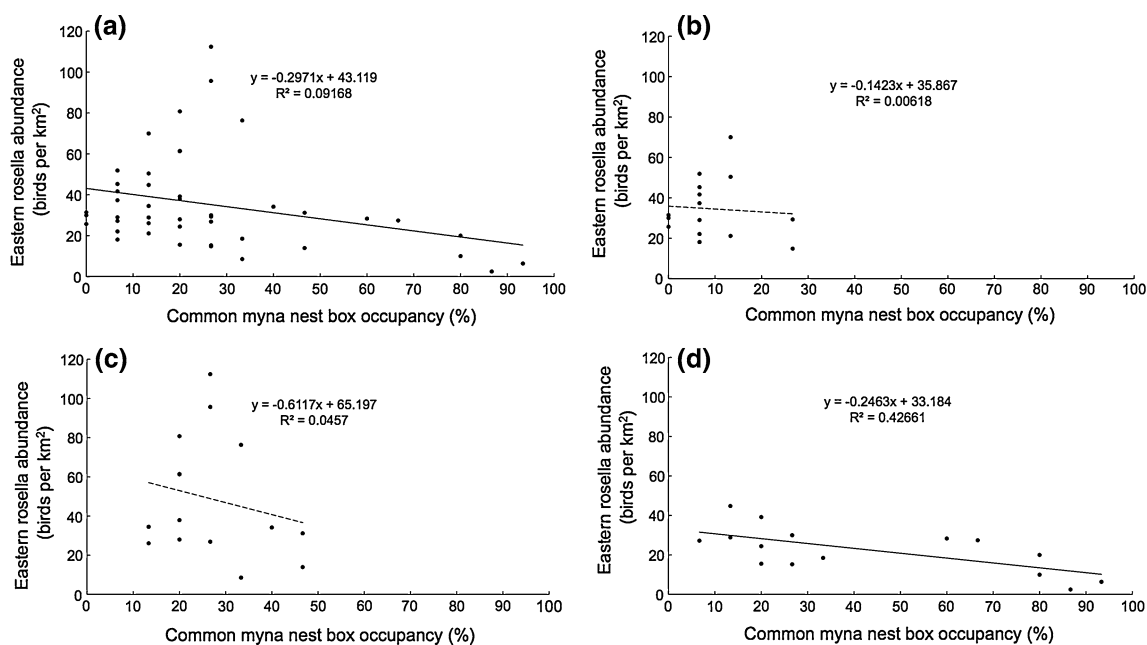 (a)
120
100
80
60
40
20
0
Eastern rosella abundance
(birds per km²)
y = -0.2971x + 43.119
R² = 0.09168
0 10 20 30 40 50 60 70 80 90 100
Common myna nest box occupancy (%)
(b)
120
100
80
60
40
20
0
Eastern rosella abundance
(birds per km²)
y = -0.1423x + 35.867
R² = 0.00618
0 10 20 30 40 50 60 70 80 90 100
Common myna nest box occupancy (%)
(c)
120
100
80
60
40
20
0
Eastern rosella abundance
(birds per km²)
y = -0.6117x + 65.197
R² = 0.0457
0 10 20 30 40 50 60 70 80 90 100
Common myna nest box occupancy (%)
(d)
120
100
80
60
40
20
0
Eastern rosella abundance
(birds per km²)
y = -0.2463x + 33.184
R² = 0.42661
0 10 20 30 40 50 60 70 80 90 100
Common myna nest box occupancy (%)